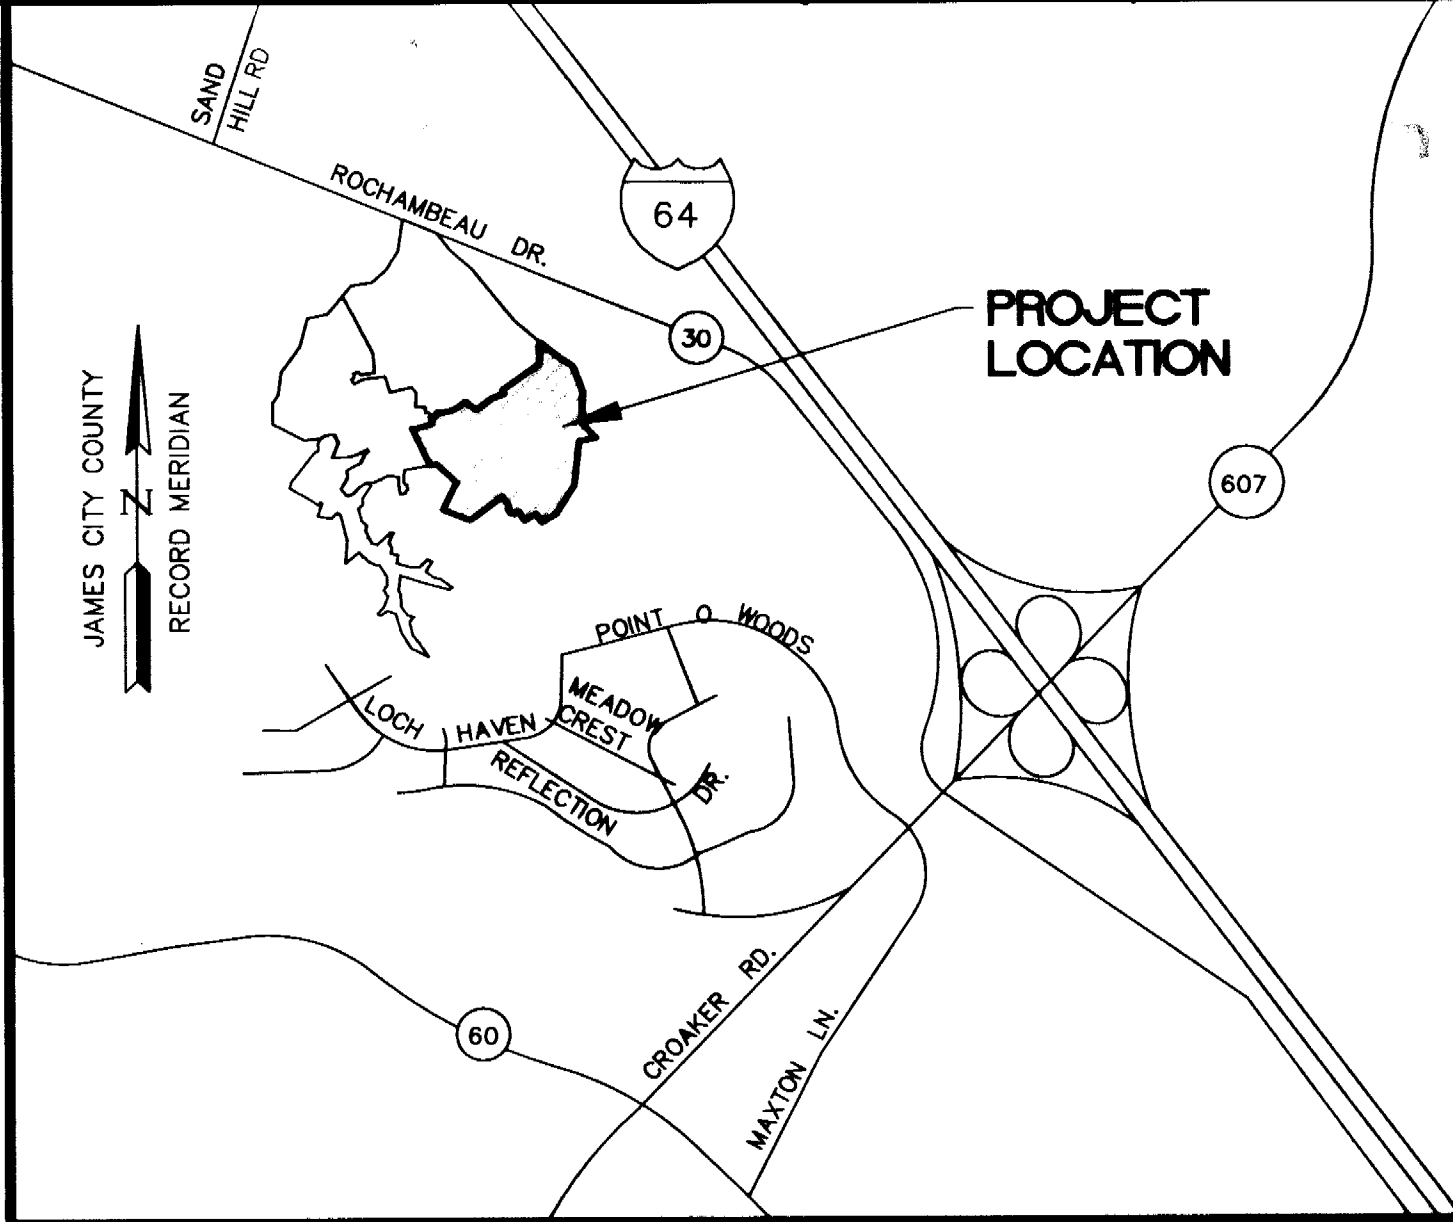 SAND
HILL RD
ROCHAMBEAU DR.
64
30
PROJECT
LOCATION
JAMES CITY COUNTY
RECORD MERIDIAN
N
607
POINT O WOODS
MEADOW
CREST
DR.
LOCH HAVEN
REFLECTION
60
CROAKER RD.
MAXTON LN.